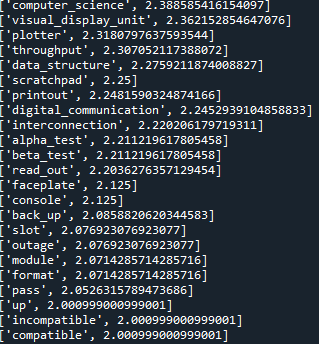 ['computer_science', 2.388585416154097]
['visual_display_unit', 2.362152854647076]
['plotter', 2.3180797637593544]
['throughput', 2.307052117388072]
['data_structure', 2.2759211874008827]
['scratchpad', 2.25]
['printout', 2.2481590324874166]
['digital_communication', 2.2452939104858833]
['interconnection', 2.220206179719311]
['alpha_test', 2.211219617805458]
['beta_test', 2.211219617805458]
['read_out', 2.2036276357129454]
['faceplate', 2.125]
['console', 2.125]
['back_up', 2.0858820620344583]
['slot', 2.076923076923077]
['outage', 2.076923076923077]
['module', 2.0714285714285716]
['format', 2.0714285714285716]
['pass', 2.0526315789473686]
['up', 2.000999000999001]
['incompatible', 2.000999000999001]
['compatible', 2.000999000999001]